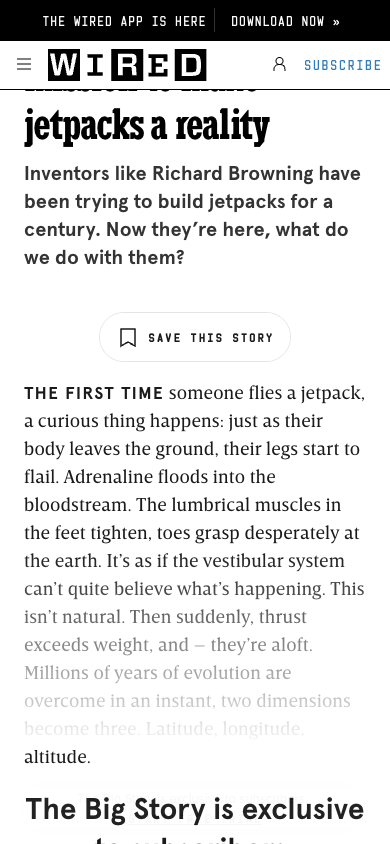 THE WIRED APP IS HERE
DOWNLOAD NOW »
WIRED
SUBSCRIBE
jetpacks a reality
Inventors like Richard Browning have
been trying to build jetpacks for a
century. Now they’re here, what do
we do with them?
SAVE THIS STORY
THE FIRST TIME someone flies a jetpack,
a curious thing happens: just as their
body leaves the ground, their legs start to
flail. Adrenaline floods into the
bloodstream. The lumbrical muscles in
the feet tighten, toes grasp desperately at
the earth. It’s as if the vestibular system
can’t quite believe what’s happening. This
isn’t natural. Then suddenly, thrust
exceeds weight, and – they’re aloft.
Millions of years of evolution are
overcome in an instant, two dimensions
become three. Latitude, longitude,
altitude.
The Big Story is exclusive
to subscribers